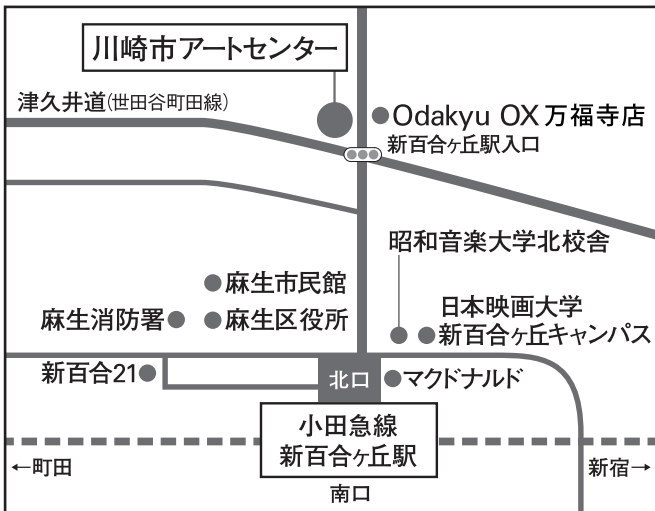 川崎市アートセンター
津久井道(世田谷町田線)
Odakyu OX 万福寺店
新百合ヶ丘駅入口
昭和音楽大学北校舎
麻生市民館
日本映画大学
新百合ヶ丘キャンパス
麻生消防署
麻生区役所
新百合21
北口
マクドナルド
小田急線
新百合ヶ丘駅
←町田
新宿→
南口